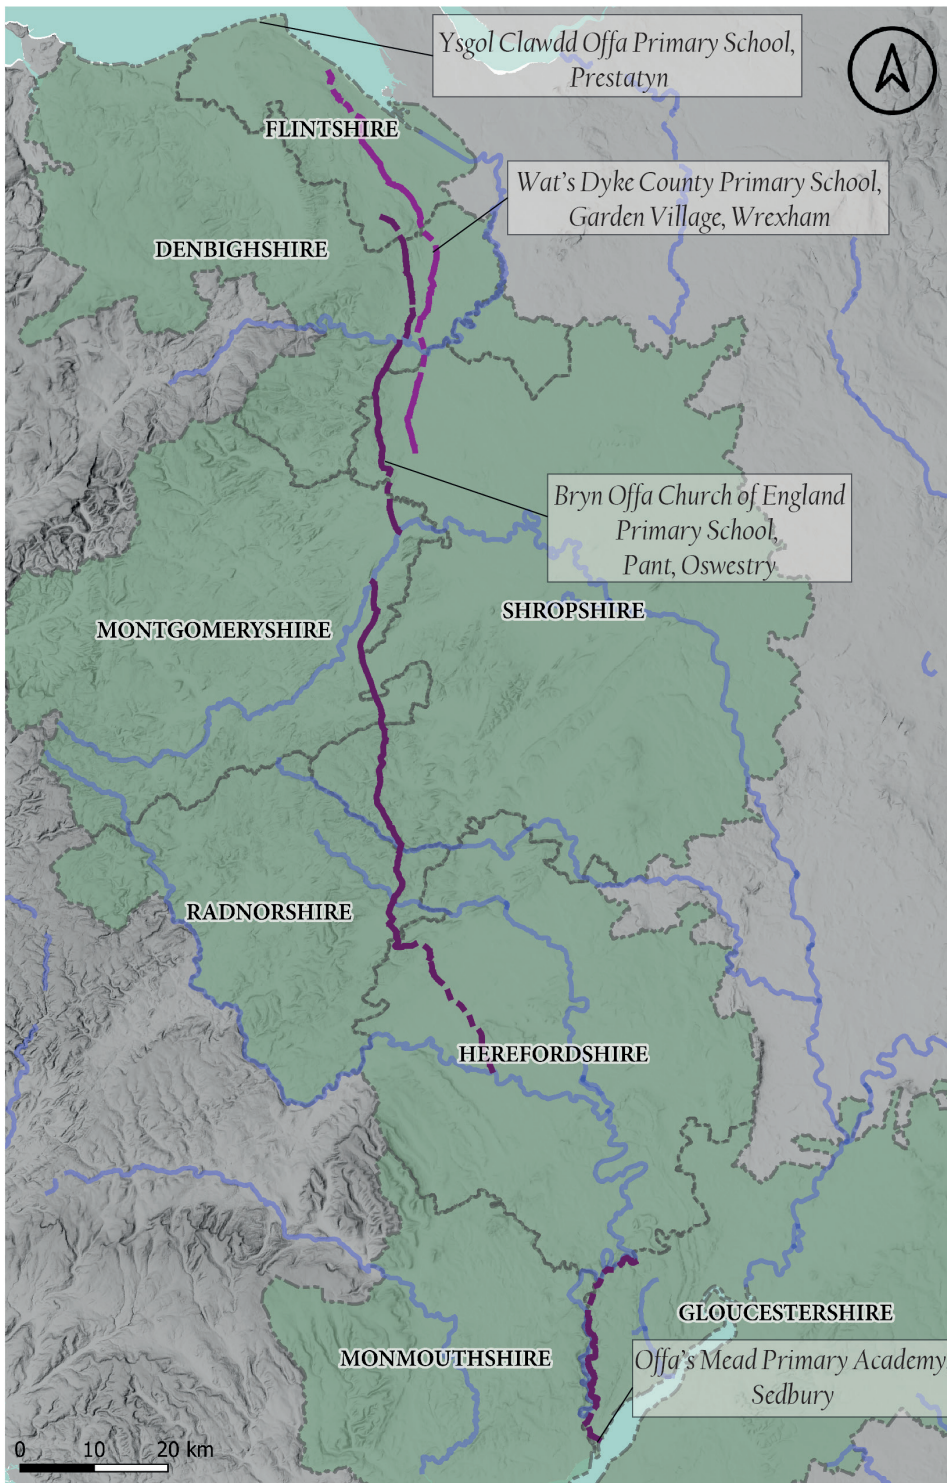 Ysgol Clawdd Offa Primary School,
Prestatyn
FLINTSHIRE
Wat's Dyke County Primary School,
Garden Village, Wrexham
DENBIGHSHIRE
Bryn Offa Church of England
Primary School,
Pant, Oswestry
SHROPSHIRE
MONTGOMERYSHIRE
RADNORSHIRE
HEREFORDSHIRE
GLOUCESTERSHIRE
MONMOUTHSHIRE
Offa's Mead Primary Academy
Sedbury
0 10 20 km